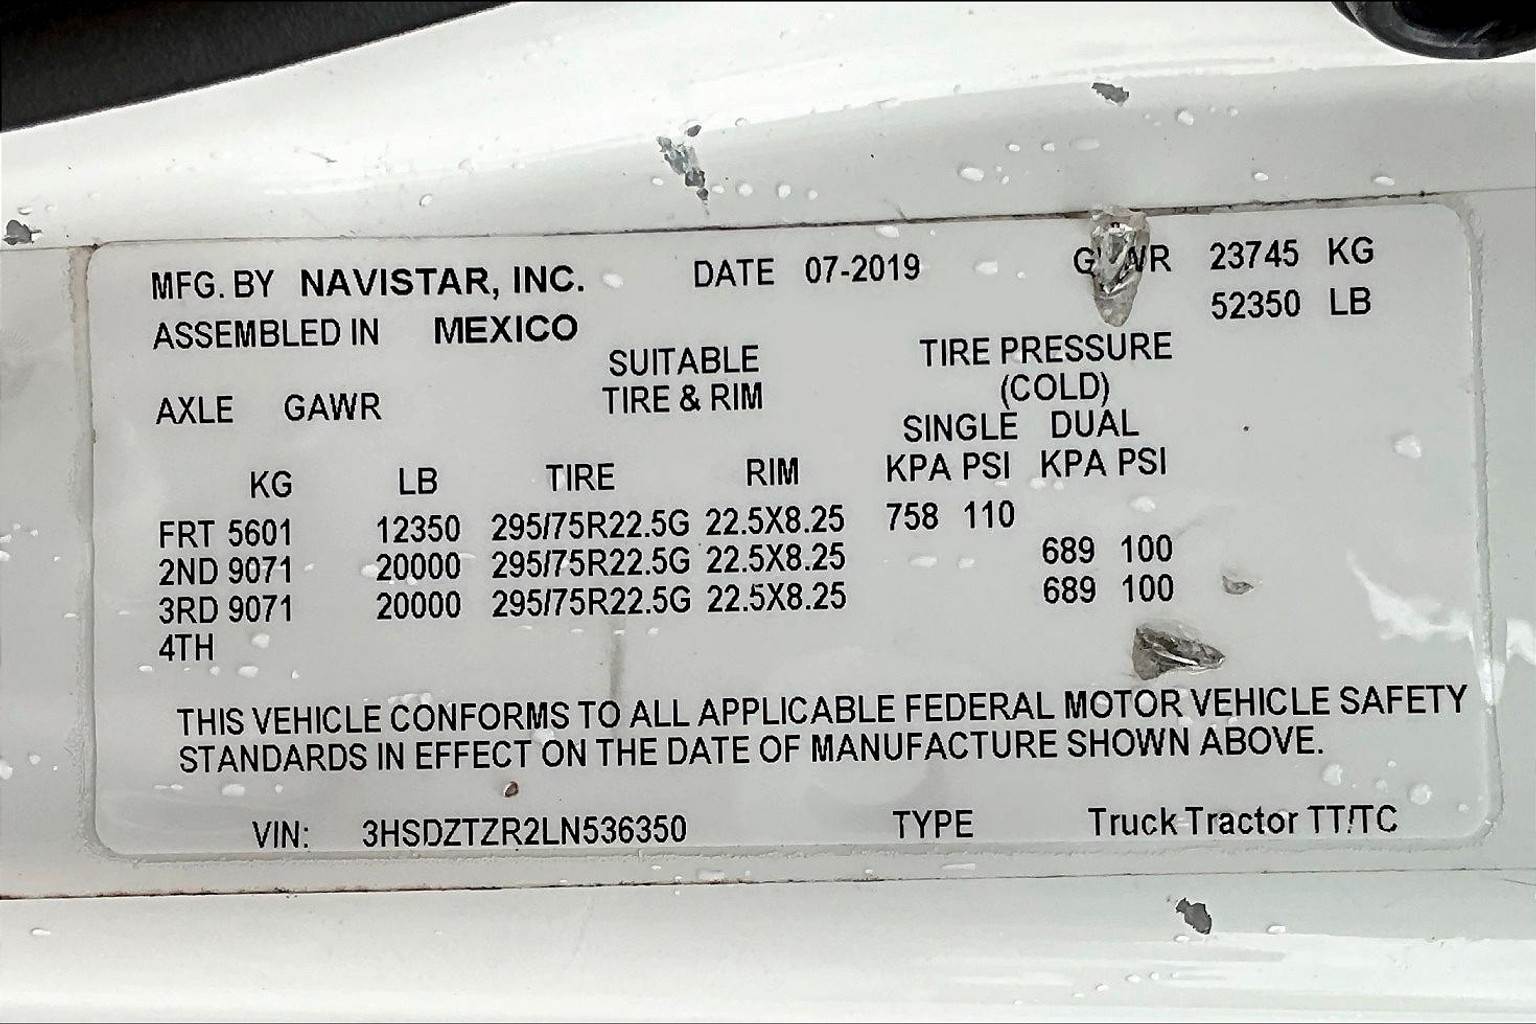 MFG. BY NAVISTAR, INC. DATE 07-2019 GVWR 23745 KG
ASSEMBLED IN MEXICO 52350 LB
SUITABLE TIRE PRESSURE
AXLE GAWR TIRE & RIM (COLD)
SINGLE DUAL
KG LB TIRE RIM KPA PSI KPA PSI
FRT 5601 12350 295/75R22.5G 22.5X8.25 758 110
2ND 9071 20000 295/75R22.5G 22.5X8.25 689 100
3RD 9071 20000 295/75R22.5G 22.5X8.25 689 100
4TH
THIS VEHICLE CONFORMS TO ALL APPLICABLE FEDERAL MOTOR VEHICLE SAFETY
STANDARDS IN EFFECT ON THE DATE OF MANUFACTURE SHOWN ABOVE.
VIN: 3HSDZTZR2LN536350 TYPE Truck Tractor TT/TC